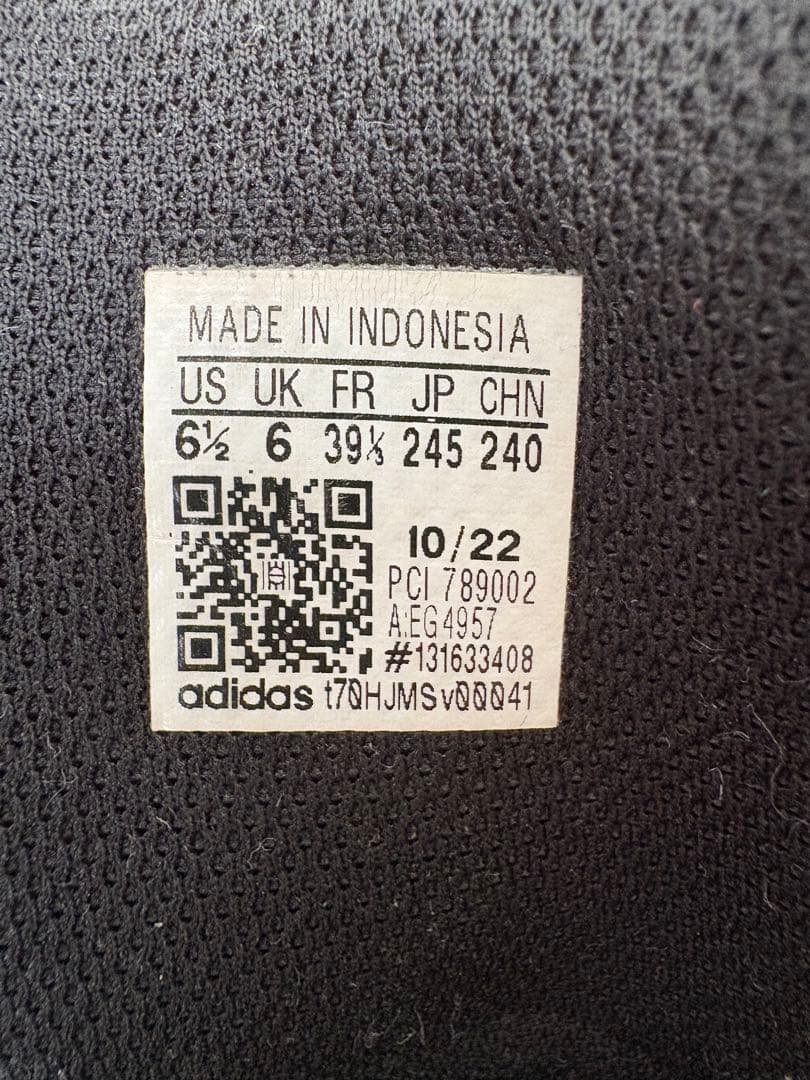 MADE IN INDONESIA
US UK FR JP CHN
6½ 6 39⅓ 245 240
10/22
PCI 789002
A:EG4957
#131633408
adidas t70HJMSv00041